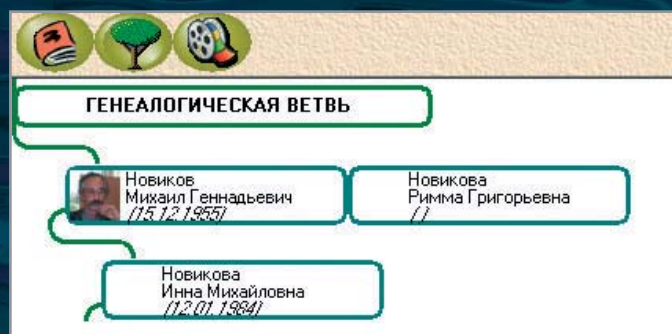 ГЕНЕАЛОГИЧЕСКАЯ ВЕТВЬ
Новиков
Михаил Геннадьевич
(15.12.1955)
Новикова
Римма Григорьевна
( )
Новикова
Инна Михайловна
(12.01.1984)